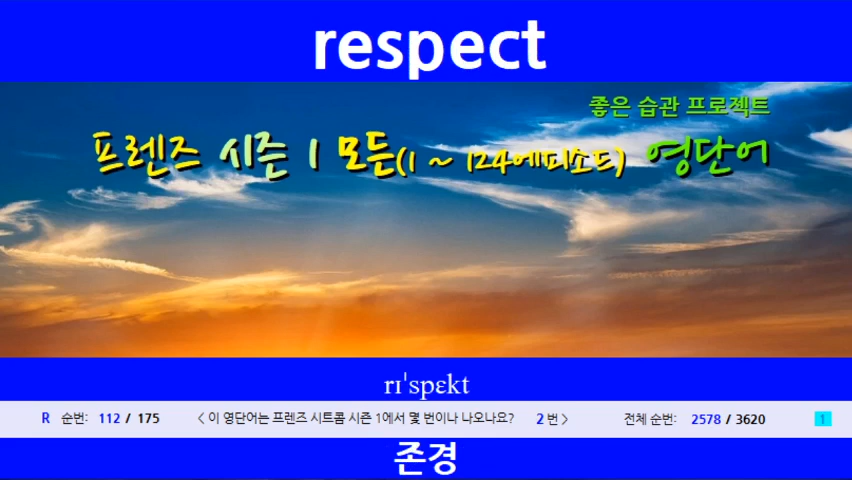 respect
좋은 습관 프로젝트
프렌즈 시즌 1 모든(1 ~ 124에피소드) 영단어
rɪˈspɛkt
R 순번: 112 / 175 < 이 영단어는 프렌즈 시트콤 시즌 1에서 몇 번이나 나오나요? 2 번 > 전체 순번: 2578 / 3620 1
존경